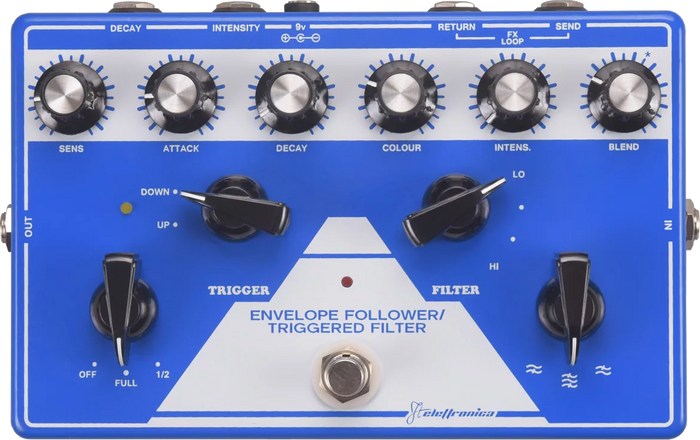 DECAY INTENSITY 9v RETURN SEND
FX
LOOP
SENS ATTACK DECAY COLOUR INTENS. BLEND
*
DOWN
UP
LO
HI
OUT
IN
TRIGGER FILTER
ENVELOPE FOLLOWER/
TRIGGERED FILTER
OFF FULL 1/2
elettronica